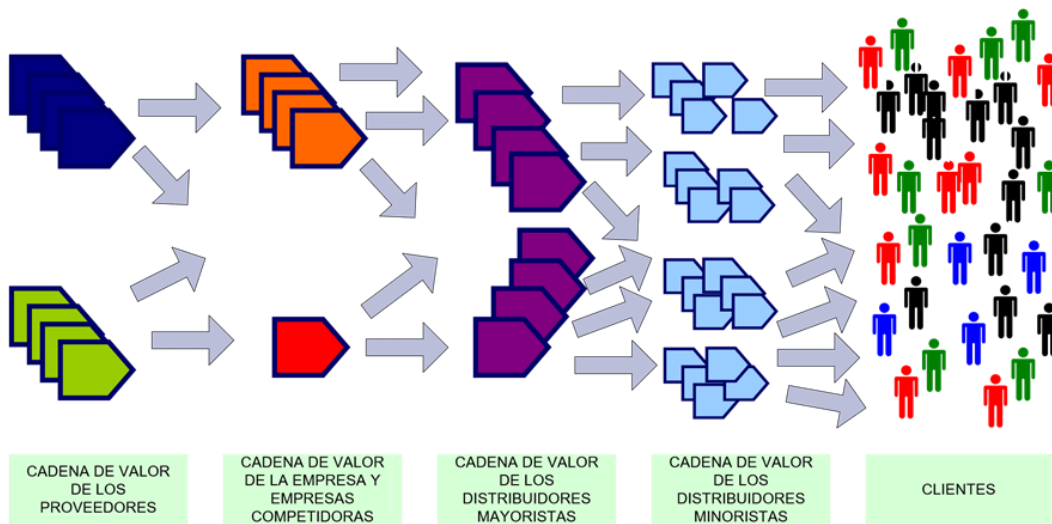 CADENA DE VALOR
DE LOS
PROVEEDORES
CADENA DE VALOR
DE LA EMPRESA Y
EMPRESAS
COMPETIDORAS
CADENA DE VALOR
DE LOS
DISTRIBUIDORES
MAYORISTAS
CADENA DE VALOR
DE LOS
DISTRIBUIDORES
MINORISTAS
CLIENTES